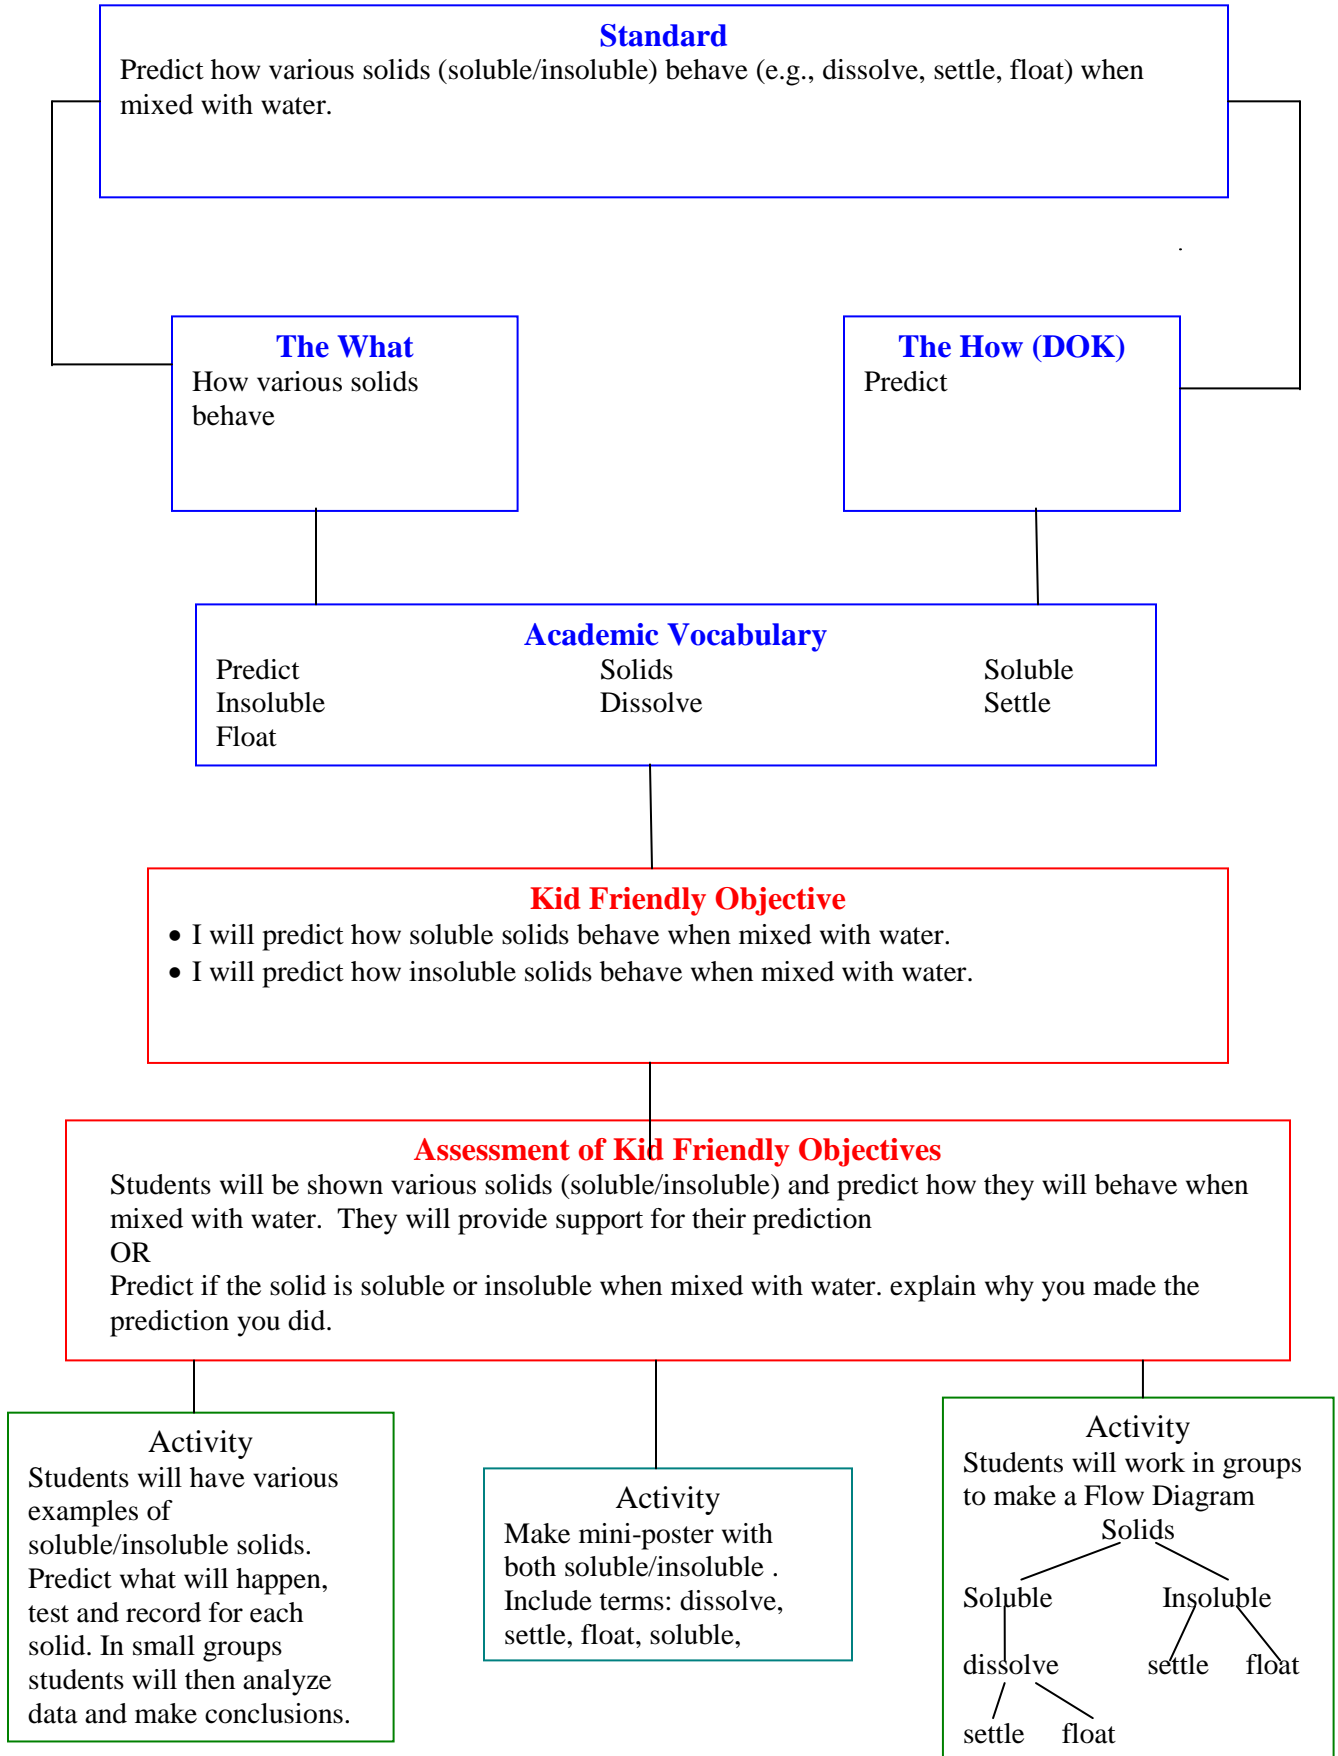 Standard
Predict how various solids (soluble/insoluble) behave (e.g., dissolve, settle, float) when
mixed with water.
The What
How various solids
behave
The How (DOK)
Predict
Academic Vocabulary
Predict Solids Soluble
Insoluble Dissolve Settle
Float
Kid Friendly Objective
• I will predict how soluble solids behave when mixed with water.
• I will predict how insoluble solids behave when mixed with water.
Assessment of Kid Friendly Objectives
Students will be shown various solids (soluble/insoluble) and predict how they will behave when
mixed with water. They will provide support for their prediction
OR
Predict if the solid is soluble or insoluble when mixed with water. explain why you made the
prediction you did.
Activity
Students will have various
examples of
soluble/insoluble solids.
Predict what will happen,
test and record for each
solid. In small groups
students will then analyze
data and make conclusions.
Activity
Make mini-poster with
both soluble/insoluble .
Include terms: dissolve,
settle, float, soluble,
Activity
Students will work in groups
to make a Flow Diagram
Solids
Soluble Insoluble
dissolve settle float
settle float